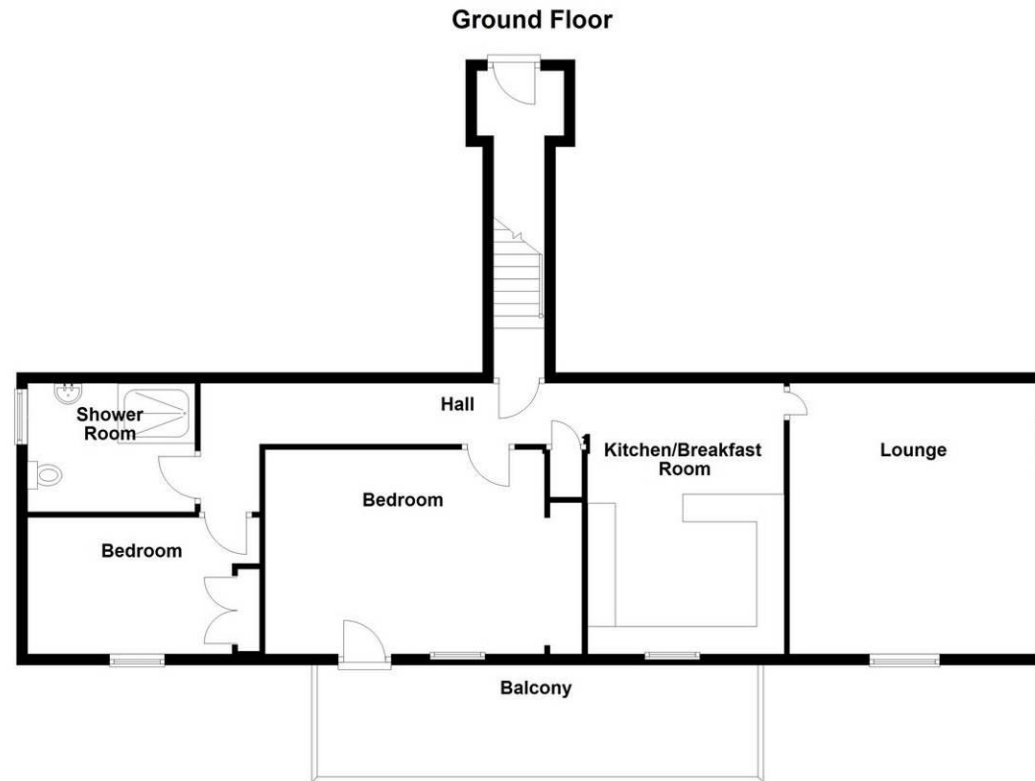 Ground Floor
Hall
Shower
Room
Kitchen/Breakfast
Room
Lounge
Bedroom
Bedroom
Balcony